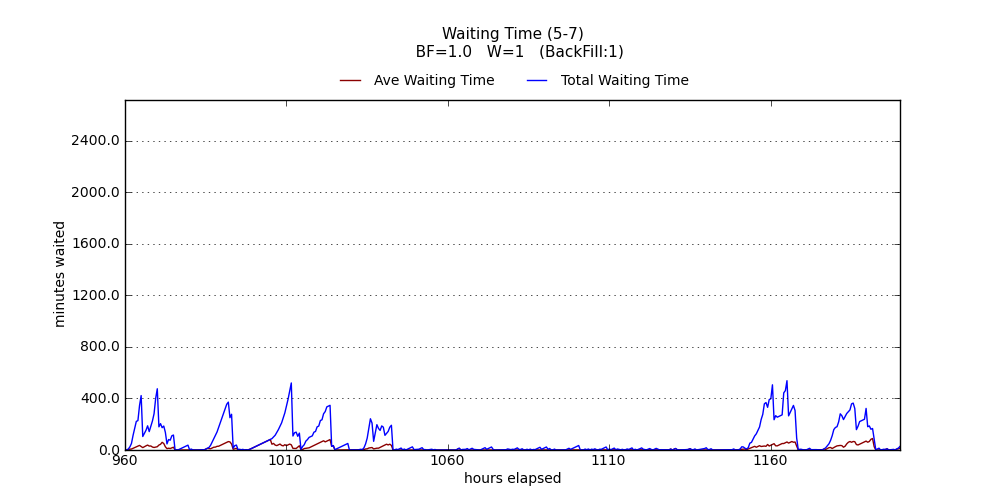 Waiting Time (5-7)
BF=1.0 W=1 (BackFill:1)
Ave Waiting Time Total Waiting Time
2400.0
2000.0
1600.0
1200.0
800.0
400.0
0.0
minutes waited
960 1010 1060 1110 1160
hours elapsed